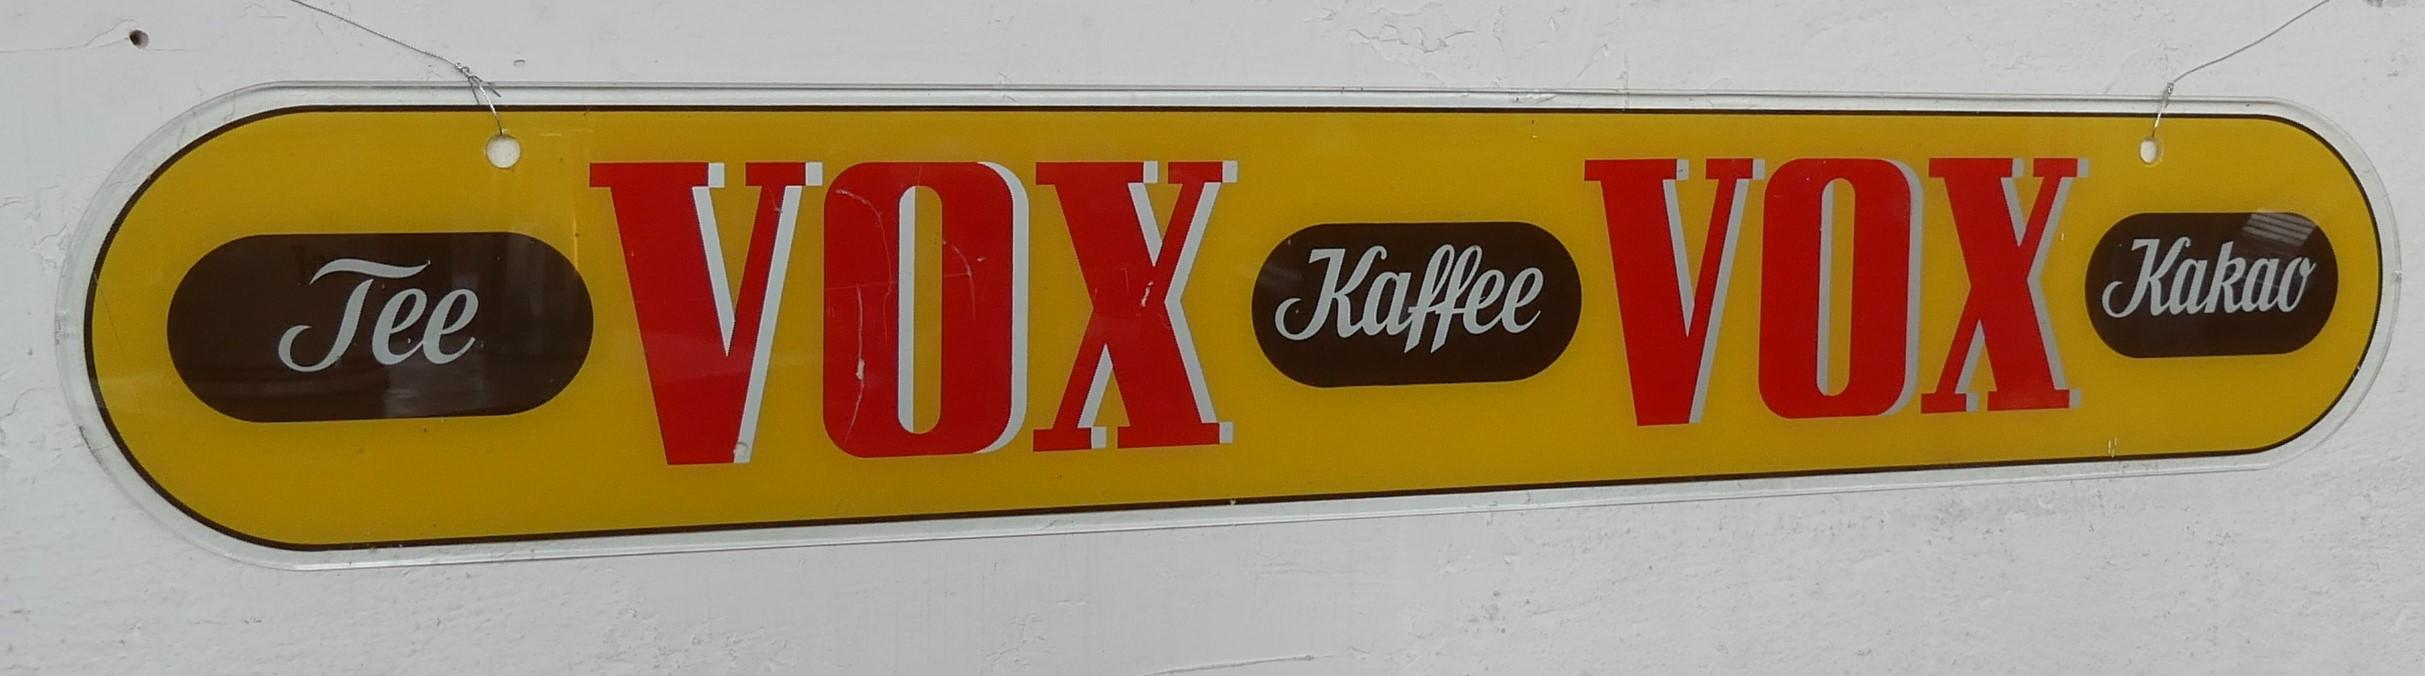 Tee VOX Kaffee VOX Kakao